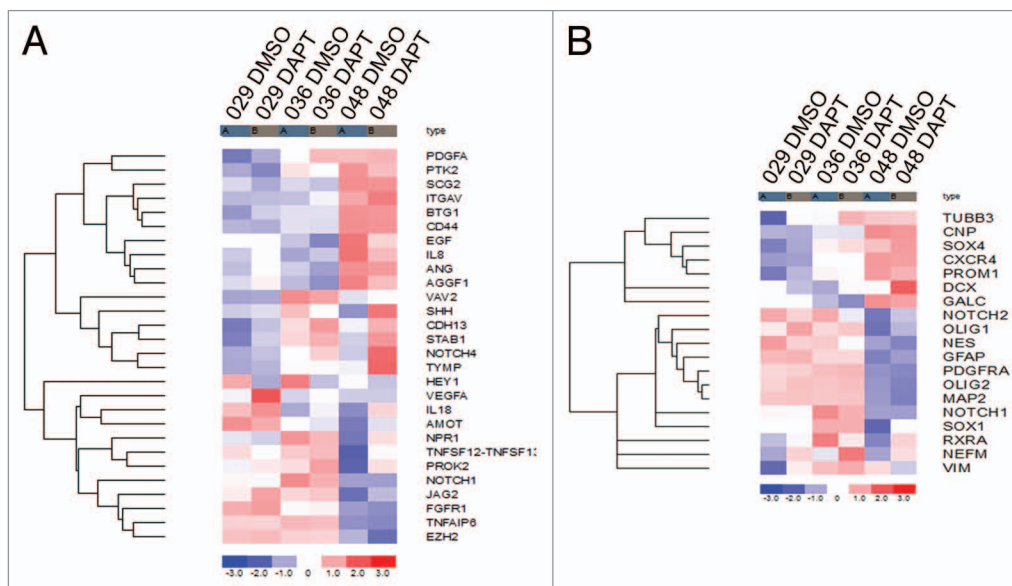 A
029 DMSO
029 DAPT
036 DMSO
036 DAPT
048 DMSO
048 DAPT
A B A B A B type
PDGFA
PTK2
SCG2
ITGAV
BTG1
CD44
EGF
IL8
ANG
AGGF1
VAV2
SHH
CDH13
STAB1
NOTCH4
TYMP
HEY1
VEGFA
IL18
AMOT
NPR1
TNFSF12-TNFSF13
PROK2
NOTCH1
JAG2
FGFR1
TNFAIP6
EZH2
-3.0 -2.0 -1.0 0 1.0 2.0 3.0
B
029 DMSO
029 DAPT
036 DMSO
036 DAPT
048 DMSO
048 DAPT
A B A B A B type
TUBB3
CNP
SOX4
CXCR4
PROM1
DCX
GALC
NOTCH2
OLIG1
NES
GFAP
PDGFRA
OLIG2
MAP2
NOTCH1
SOX1
RXRA
NEFM
VIM
-3.0 -2.0 -1.0 0 1.0 2.0 3.0